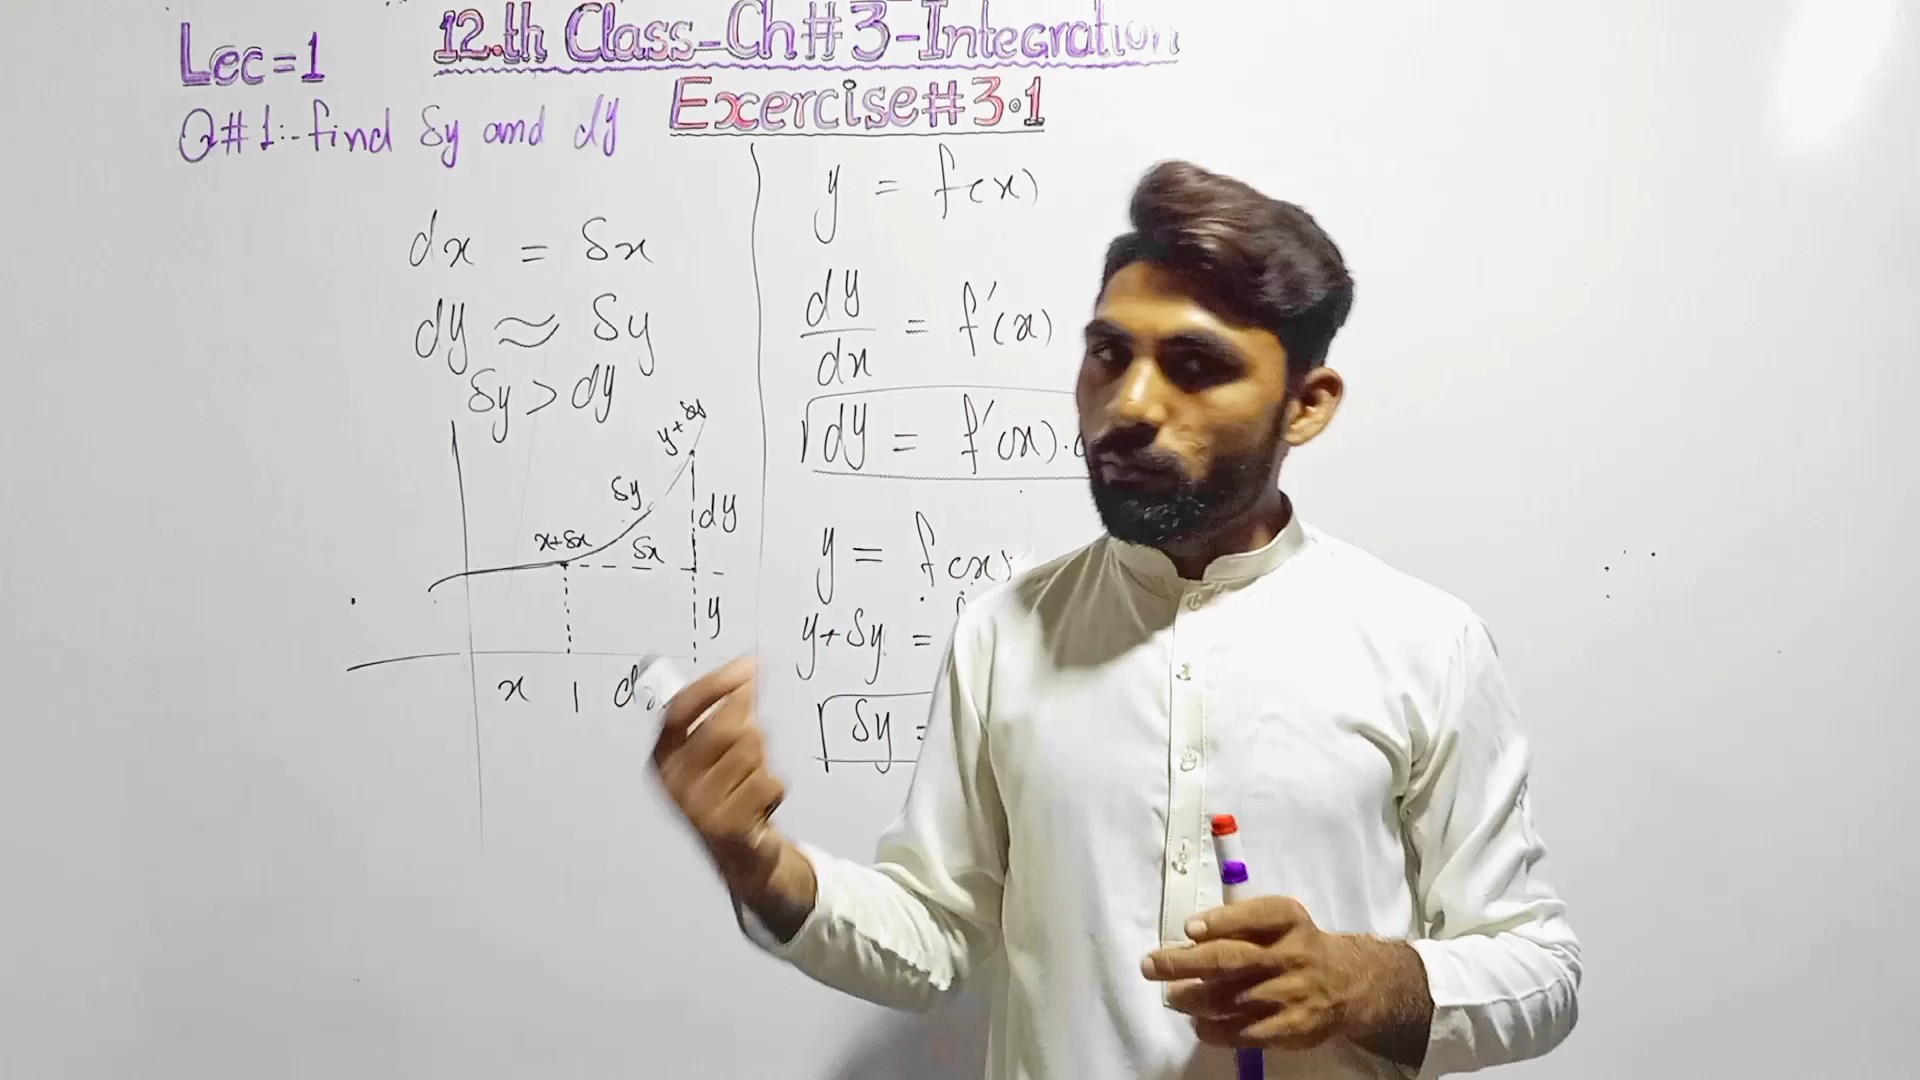 12.th Class-Ch#3-Integration
Lec=1
Exercise#3.1
Q#1:-find δy and dy
dx = δx
dy ≈ δy
δy > dy
y+δy
δy
dy
x+δx
δx
y
x
y = f(x)
dy/dx = f'(x)
dy = f'(x).
y = f(x)
y+δy =
δy =